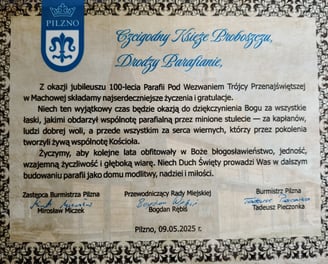 PILZNO
Czcigodny Księże Proboszczu,
Drodzy Parafianie,
Z okazji jubileuszu 100-lecia Parafii Pod Wezwaniem Trójcy Przenajświętszej
w Machowej składamy najserdeczniejsze życzenia i gratulacje.
Niech ten wyjątkowy czas będzie okazją do dziękczynienia Bogu za wszystkie
łaski, jakimi obdarzył wspólnotę parafialną przez minione stulecie — za kapłanów,
ludzi dobrej woli, a przede wszystkim za serca wiernych, którzy przez pokolenia
tworzyli żywą wspólnotę Kościoła.
Życzymy, aby kolejne lata obfitowały w Boże błogosławieństwo, jedność,
wzajemną życzliwość i głęboką wiarę. Niech Duch Święty prowadzi Was w dalszym
budowaniu parafii jako domu modlitwy, nadziei i miłości.
Zastępca Burmistrza Pilzna
Mirosław Miczek
Przewodniczący Rady Miejskiej
Bogdan Rębiś
Burmistrz Pilzna
Tadeusz Pieczonka
Pilzno, 09.05.2025 r.